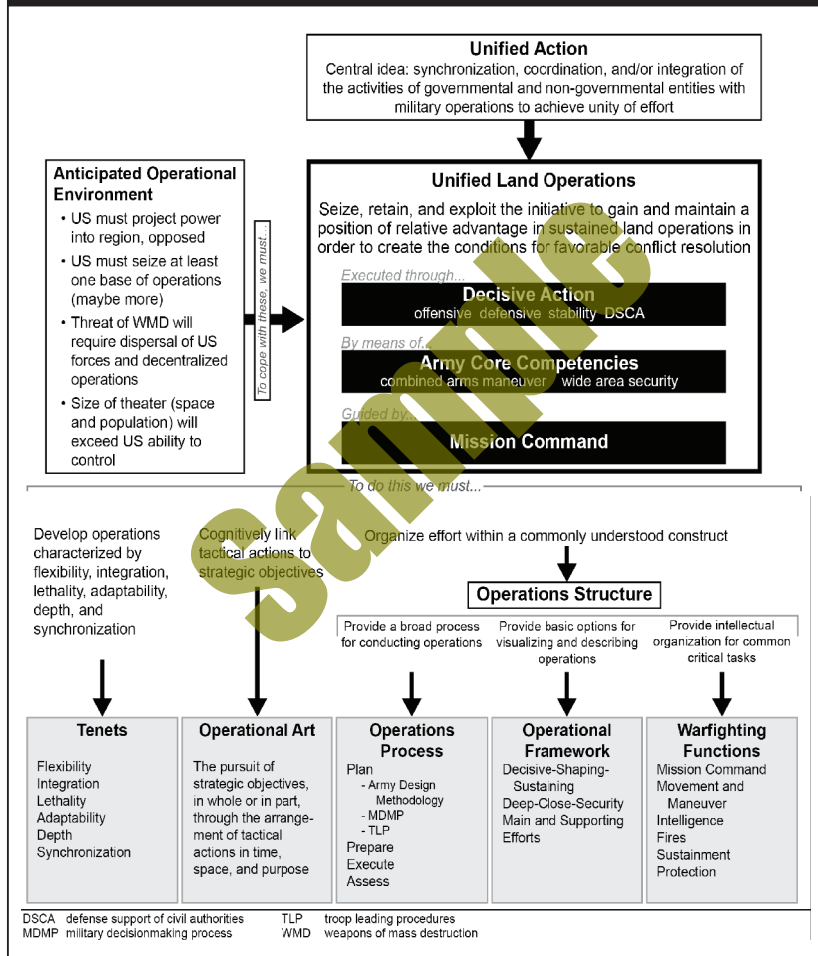 Unified Action
Central idea: synchronization, coordination, and/or integration of
the activities of governmental and non-governmental entities with
military operations to achieve unity of effort
Anticipated Operational
Environment
• US must project power
into region, opposed
• US must seize at least
one base of operations
(maybe more)
• Threat of WMD will
require dispersal of US
forces and decentralized
operations
• Size of theater (space
and population) will
exceed US ability to
control
To cope with these, we must....
Unified Land Operations
Seize, retain, and exploit the initiative to gain and maintain a
position of relative advantage in sustained land operations in
order to create the conditions for favorable conflict resolution
Executed through...
Decisive Action
offensive defensive stability DSCA
By means of...
Army Core Competencies
combined arms maneuver wide area security
Guided by...
Mission Command
sample
To do this we must...
Develop operations
characterized by
flexibility, integration,
lethality, adaptability,
depth, and
synchronization
Cognitively link
tactical actions to
strategic objectives
Organize effort within a commonly understood construct
Operations Structure
Provide a broad process
for conducting operations
Provide basic options for
visualizing and describing
operations
Provide intellectual
organization for common
critical tasks
Tenets
Flexibility
Integration
Lethality
Adaptability
Depth
Synchronization
Operational Art
The pursuit of
strategic objectives,
in whole or in part,
through the arrange-
ment of tactical
actions in time,
space, and purpose
Operations
Process
Plan
- Army Design
Methodology
- MDMP
- TLP
Prepare
Execute
Assess
Operational
Framework
Decisive-Shaping-
Sustaining
Deep-Close-Security
Main and Supporting
Efforts
Warfighting
Functions
Mission Command
Movement and
Maneuver
Intelligence
Fires
Sustainment
Protection
DSCA defense support of civil authorities TLP troop leading procedures
MDMP military decisionmaking process WMD weapons of mass destruction